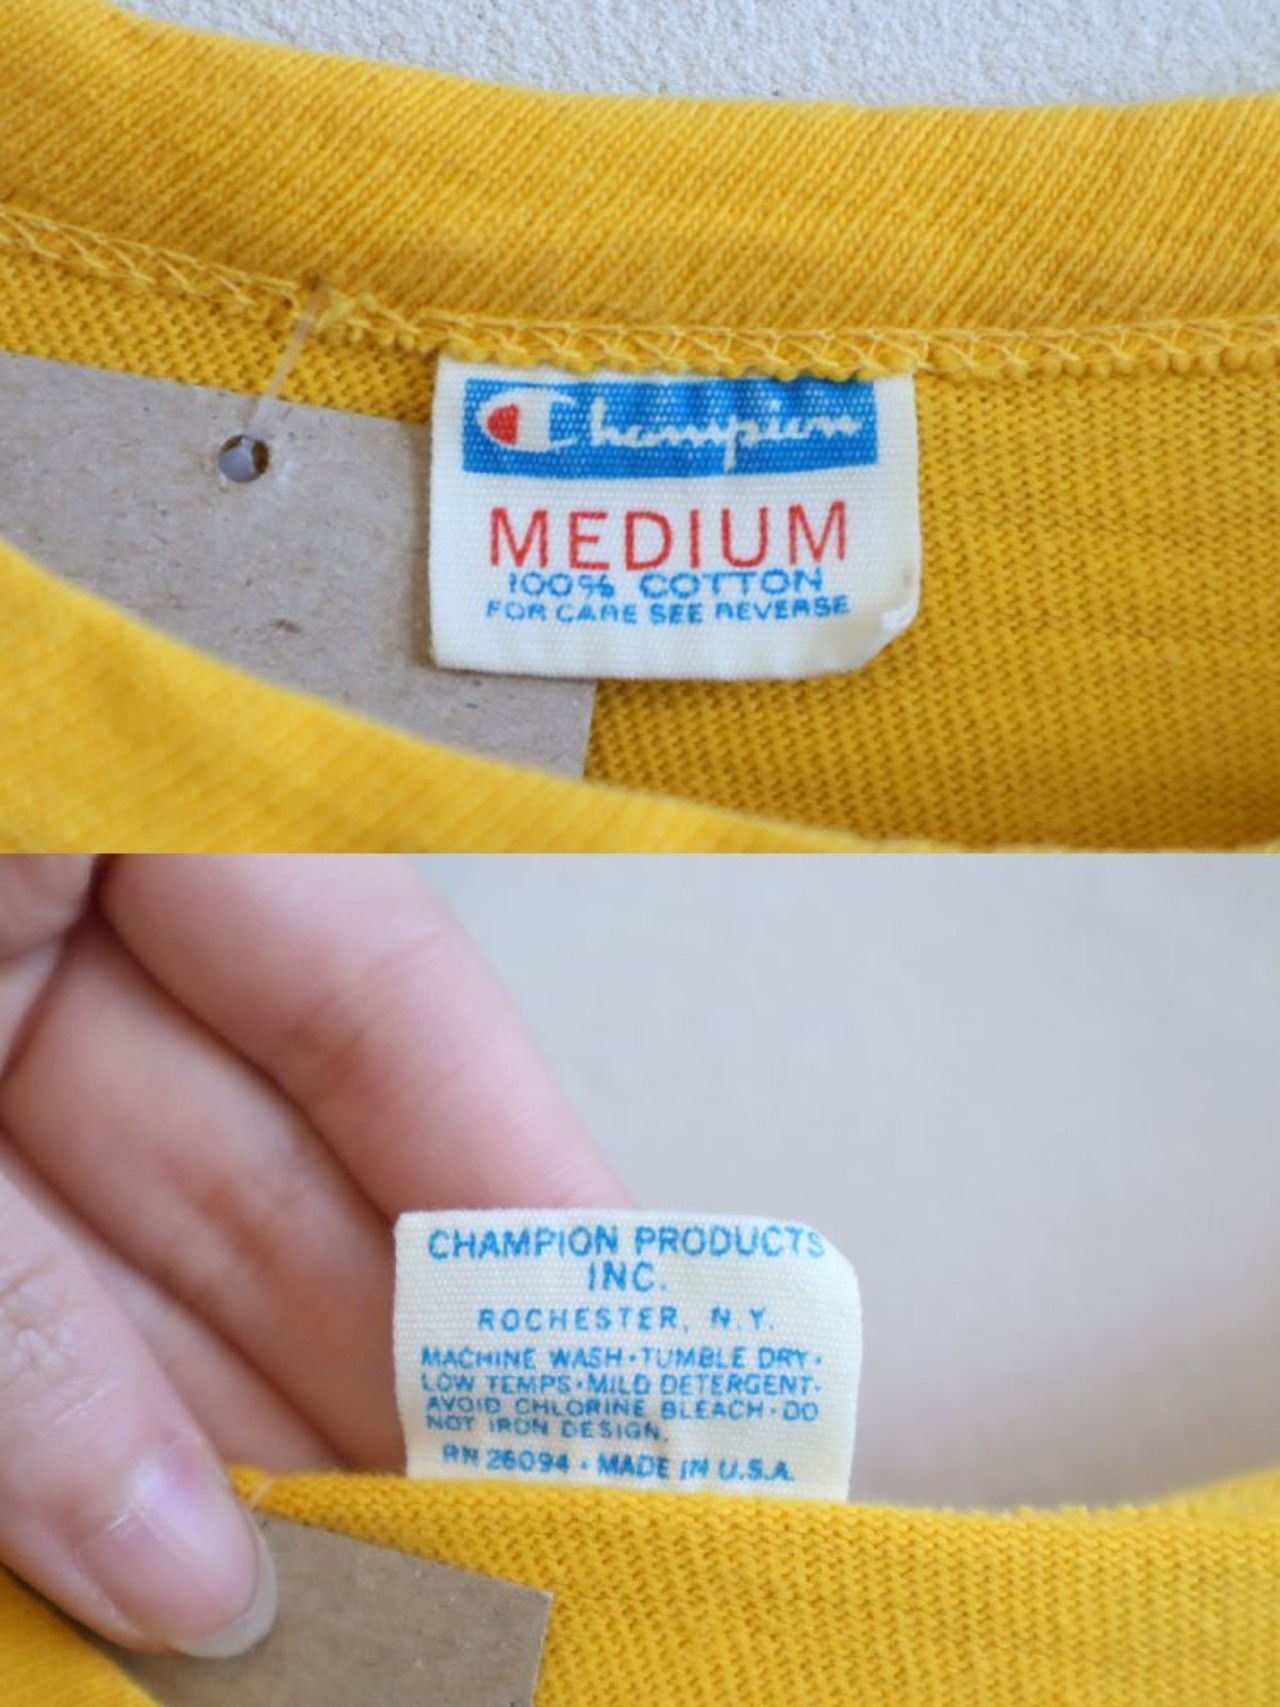 Champion
MEDIUM
100% COTTON
FOR CARE SEE REVERSE
CHAMPION PRODUCTS
INC.
ROCHESTER, N.Y.
MACHINE WASH·TUMBLE DRY·
LOW TEMPS·MILD DETERGENT·
AVOID CHLORINE BLEACH·DO
NOT IRON DESIGN.
RN 26094 · MADE IN U.S.A.